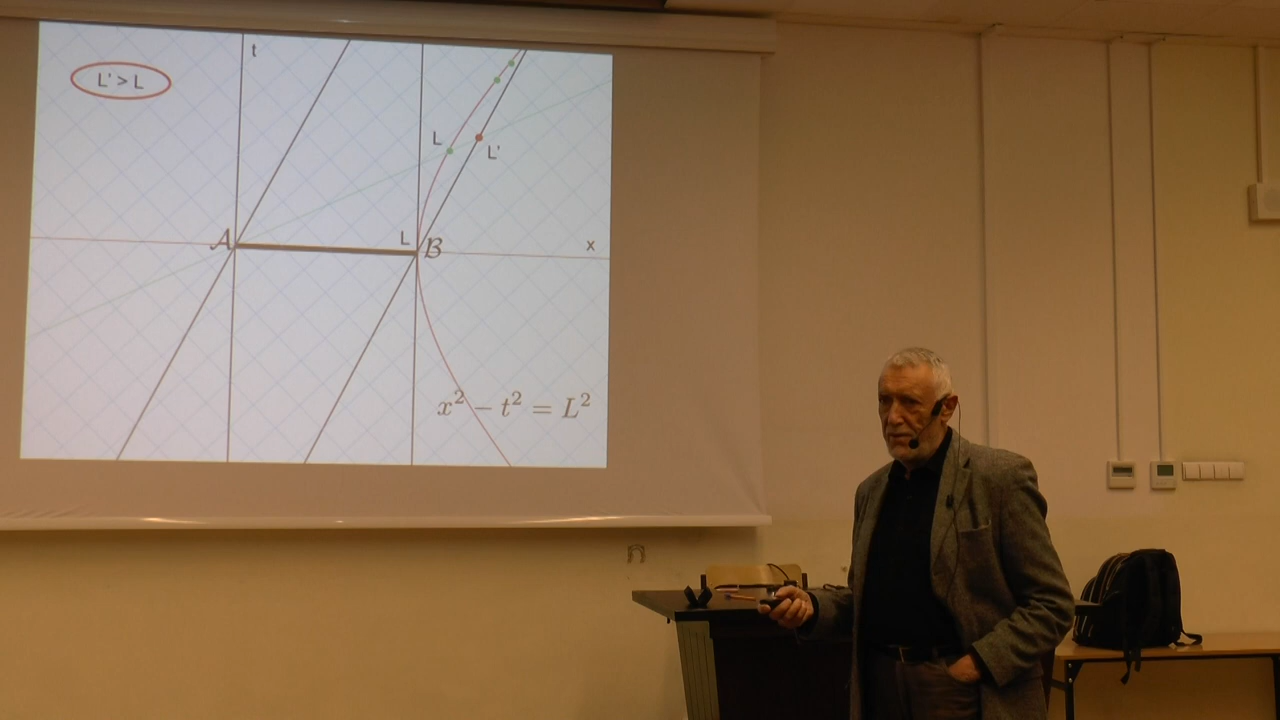 t
L' > L
L
L'
A
L
B
x
x² − t² = L²